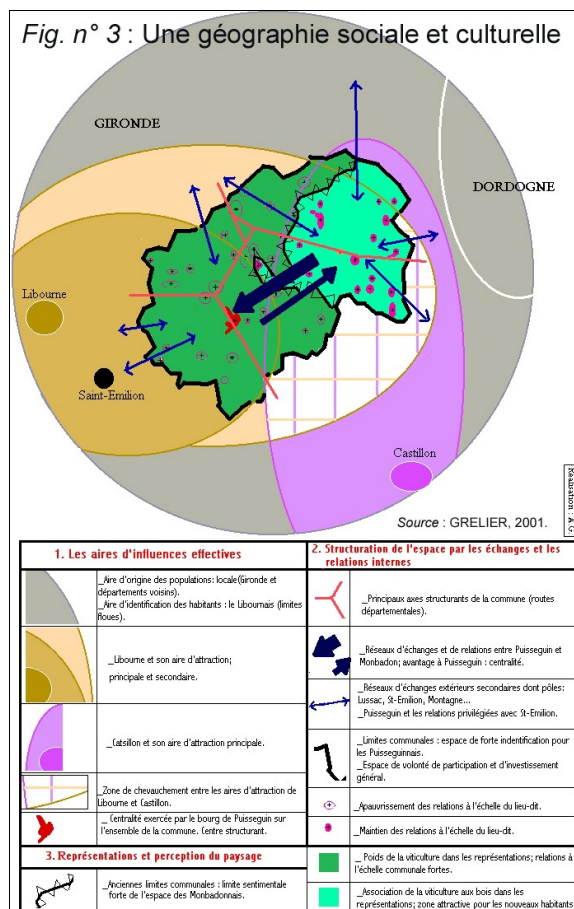 Fig. n° 3 : Une géographie sociale et culturelle
GIRONDE
DORDOGNE
Libourne
Saint-Emilion
Castillon
Source : GRELIER, 2001.
Réalisation : A.G.
1. Les aires d'influences effectives
_Aire d'origine des populations: locale(Gironde et
départements voisins).
_Aire d'identification des habitants : le Libournais (limites
floues).
_Libourne et son aire d'attraction;
principale et secondaire.
_Catsillon et son aire d'attraction principale.
_Zone de chevauchement entre les aires d'attraction de
Libourne et Castillon.
_ Centralité exercée par le bourg de Puisseguin sur
l'ensemble de la commune. Centre structurant.
2. Structuration de l'espace par les échanges et les
relations internes
_Principaux axes structurants de la commune (routes
départementales).
_Réseaux d'échanges et de relations entre Puisseguin et
Monbadon; avantage à Puisseguin : centralité.
_Réseaux d'échanges extérieurs secondaires dont pôles:
Lussac, St-Emilion, Montagne...
_Puisseguin et les relations privilégiées avec St-Emilion.
_Limites communales : espace de forte indentification pour
les Puisseguinnais.
_Espace de volonté de participation et d'investissement
général.
_Apauvrissement des relations à l'échelle du lieu-dit.
_Maintien des relations à l'échelle du lieu-dit.
3. Représentations et perception du paysage
_Anciennes limites communales : limite sentimentale
forte de l'espace des Monbadonnais.
_ Poids de la viticulture dans les représentations; relations à
l'échelle communale fortes.
_ Association de la viticulture aux bois dans les
représentations; zone attractive pour les nouveaux habitants